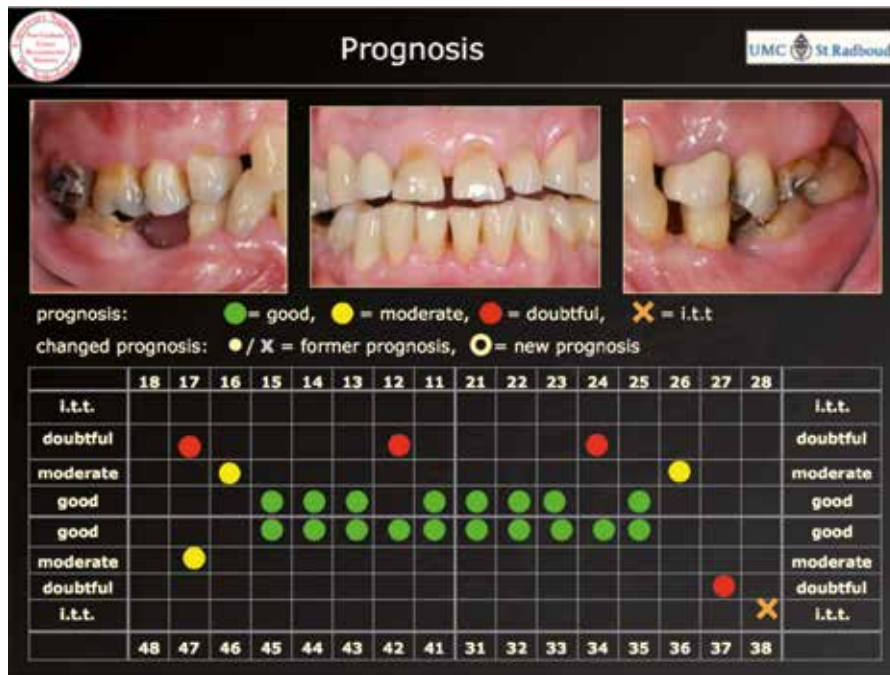 Prognosis
UMC St Radboud
prognosis: = good, = moderate, = doubtful, = i.t.t
changed prognosis: / X = former prognosis, = new prognosis
18 17 16 15 14 13 12 11 21 22 23 24 25 26 27 28
i.t.t. i.t.t.
doubtful doubtful
moderate moderate
good good
good good
moderate moderate
doubtful doubtful
i.t.t. i.t.t.
48 47 46 45 44 43 42 41 31 32 33 34 35 36 37 38